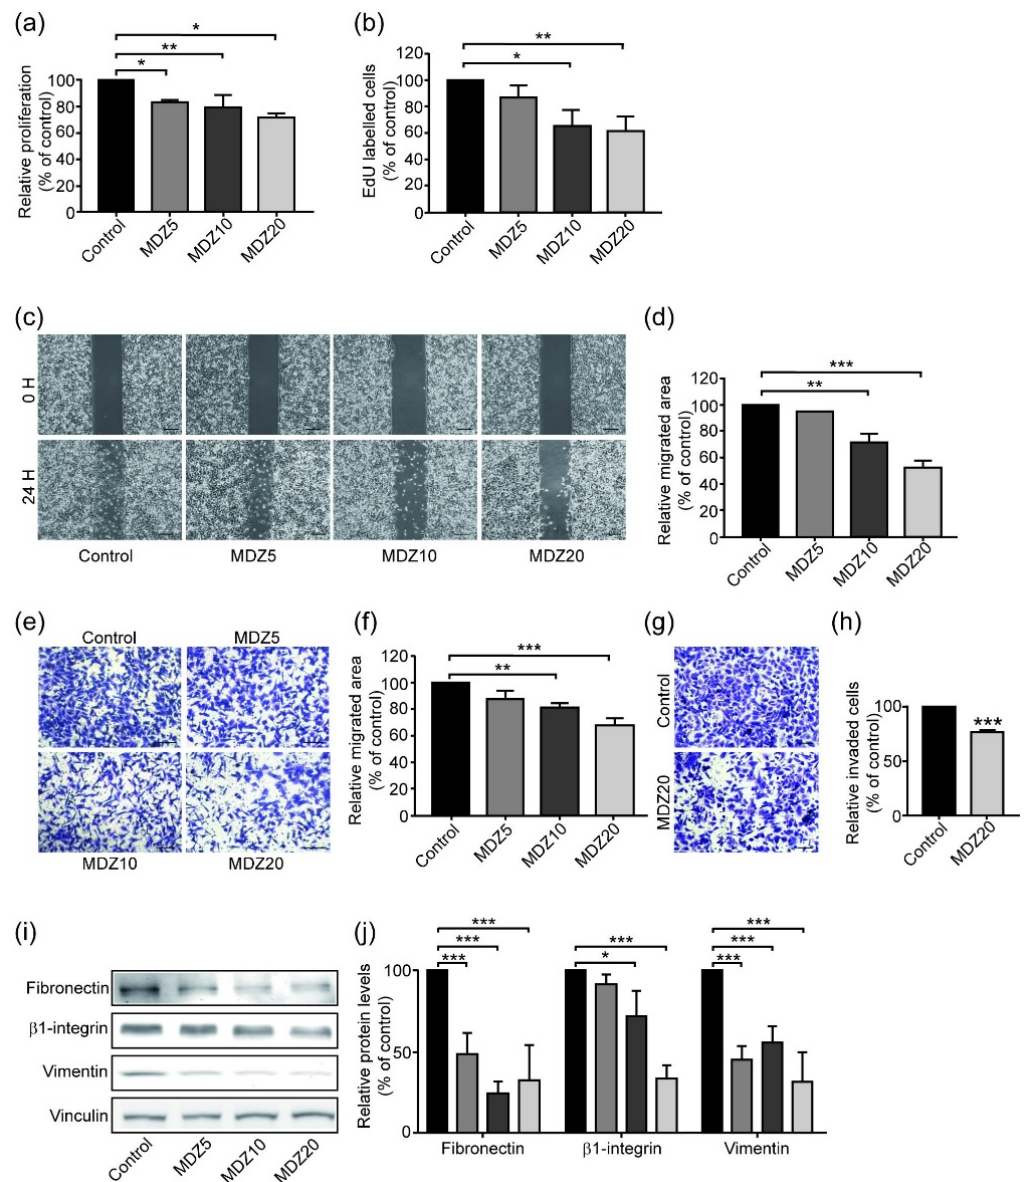 (a)
*
**
*
Relative proliferation
(% of control)
100
80
60
40
20
0
Control
MDZ5
MDZ10
MDZ20
(b)
**
*
EdU labelled cells
(% of control)
120
100
80
60
40
20
0
Control
MDZ5
MDZ10
MDZ20
(c)
0 H
24 H
Control
MDZ5
MDZ10
MDZ20
(d)
***
**
Relative migrated area
(% of control)
120
100
80
60
40
20
0
Control
MDZ5
MDZ10
MDZ20
(e)
Control
MDZ5
MDZ10
MDZ20
(f)
***
**
Relative migrated area
(% of control)
120
100
80
60
40
20
0
Control
MDZ5
MDZ10
MDZ20
(g)
Control
MDZ20
(h)
Relative invaded cells
(% of control)
100
50
0
***
Control
MDZ20
(i)
Fibronectin
β1-integrin
Vimentin
Vinculin
Control
MDZ5
MDZ10
MDZ20
(j)
***
***
***
***
*
***
***
***
Relative protein levels
(% of control)
100
50
0
Fibronectin
β1-integrin
Vimentin